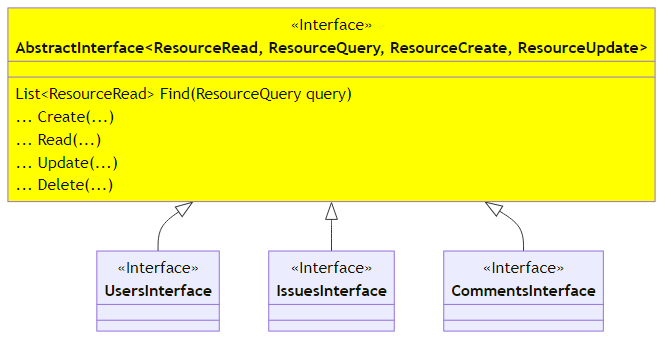 «Interface»
AbstractInterface<ResourceRead, ResourceQuery, ResourceCreate, ResourceUpdate>
List<ResourceRead> Find(ResourceQuery query)
... Create(...)
... Read(...)
... Update(...)
... Delete(...)
«Interface»
UsersInterface
«Interface»
IssuesInterface
«Interface»
CommentsInterface